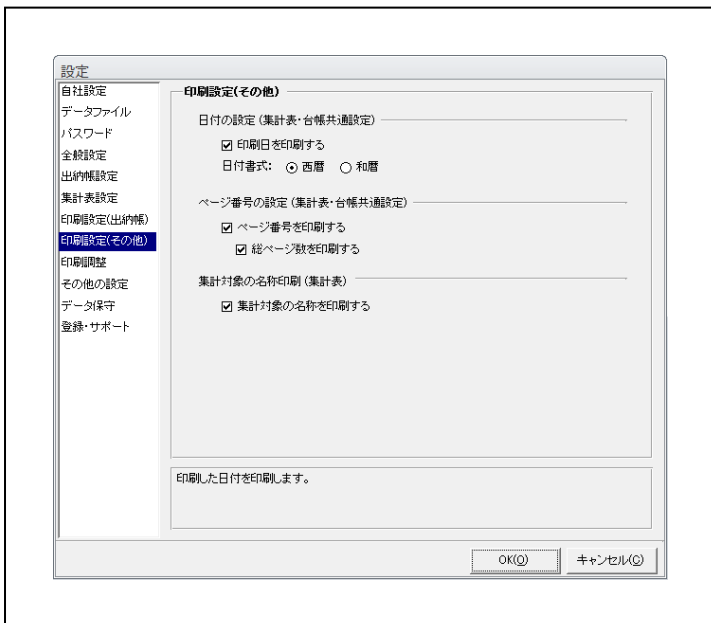 設定
自社設定
データファイル
パスワード
全般設定
出納帳設定
集計表設定
印刷設定(出納帳)
印刷設定(その他)
印刷調整
その他の設定
データ保守
登録・サポート
印刷設定(その他)
日付の設定(集計表・台帳共通設定)
印刷日を印刷する
日付書式: 西暦 和暦
ページ番号の設定(集計表・台帳共通設定)
ページ番号を印刷する
総ページ数を印刷する
集計対象の名称印刷(集計表)
集計対象の名称を印刷する
印刷した日付を印刷します。
OK(O) キャンセル(C)